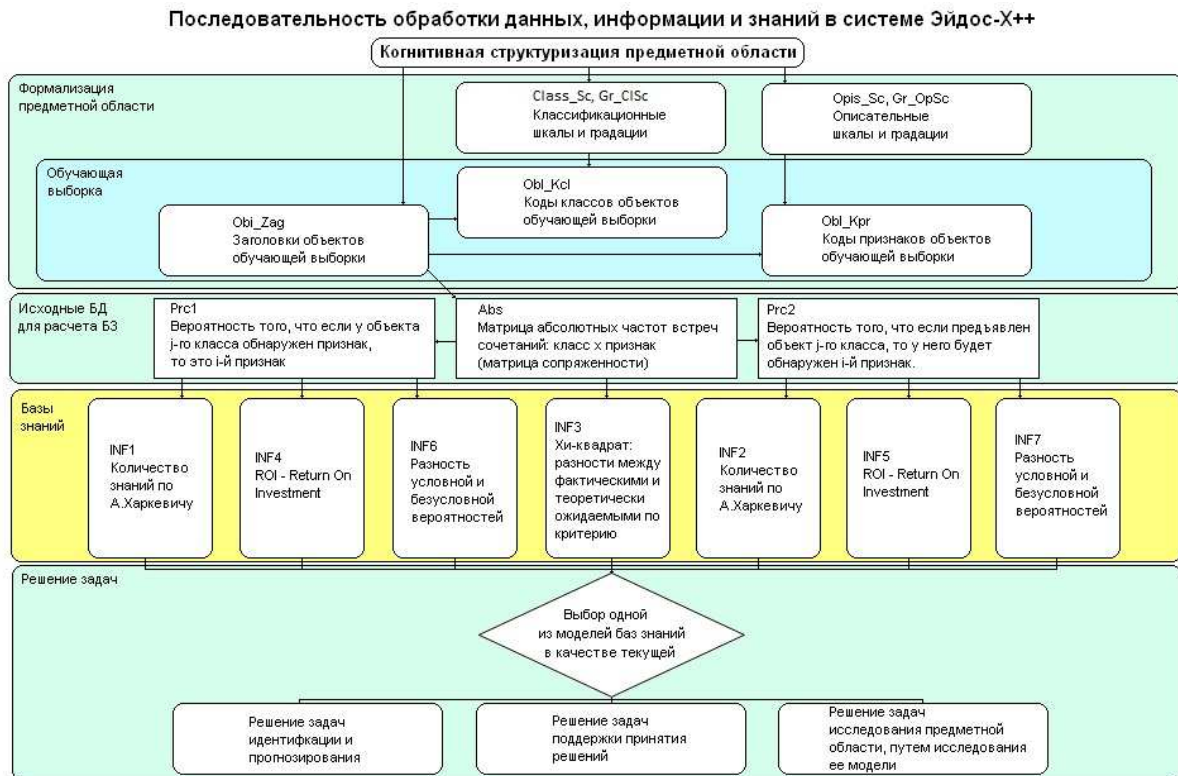 Последовательность обработки данных, информации и знаний в системе Эйдос-Х++
Когнитивная структуризация предметной области
Формализация
предметной области
Class_Sc, Gr_ClSc
Классификационные
шкалы и градации
Opis_Sc, Gr_OpSc
Описательные
шкалы и градации
Обучающая
выборка
Obl_Kcl
Коды классов объектов
обучающей выборки
Obi_Zag
Заголовки объектов
обучающей выборки
Obl_Kpr
Коды признаков объектов
обучающей выборки
Исходные БД
для расчета БЗ
Prc1
Вероятность того, что если у объекта
j-го класса обнаружен признак,
то это i-й признак
Abs
Матрица абсолютных частот встреч
сочетаний: класс х признак
(матрица сопряженности)
Prc2
Вероятность того, что если предъявлен
объект j-го класса, то у него будет
обнаружен i-й признак.
Базы
знаний
INF1
Количество
знаний по
А.Харкевичу
INF4
ROI - Return On
Investment
INF6
Разность
условной и
безусловной
вероятностей
INF3
Хи-квадрат:
разности между
фактическими и
теоретически
ожидаемыми по
критерию
INF2
Количество
знаний по
А.Харкевичу
INF5
ROI - Return On
Investment
INF7
Разность
условной и
безусловной
вероятностей
Решение задач
Выбор одной
из моделей баз знаний
в качестве текущей
Решение задач
идентифкации и
прогнозирования
Решение задач
поддержки принятия
решений
Решение задач
исследования предметной
области, путем исследования
ее модели